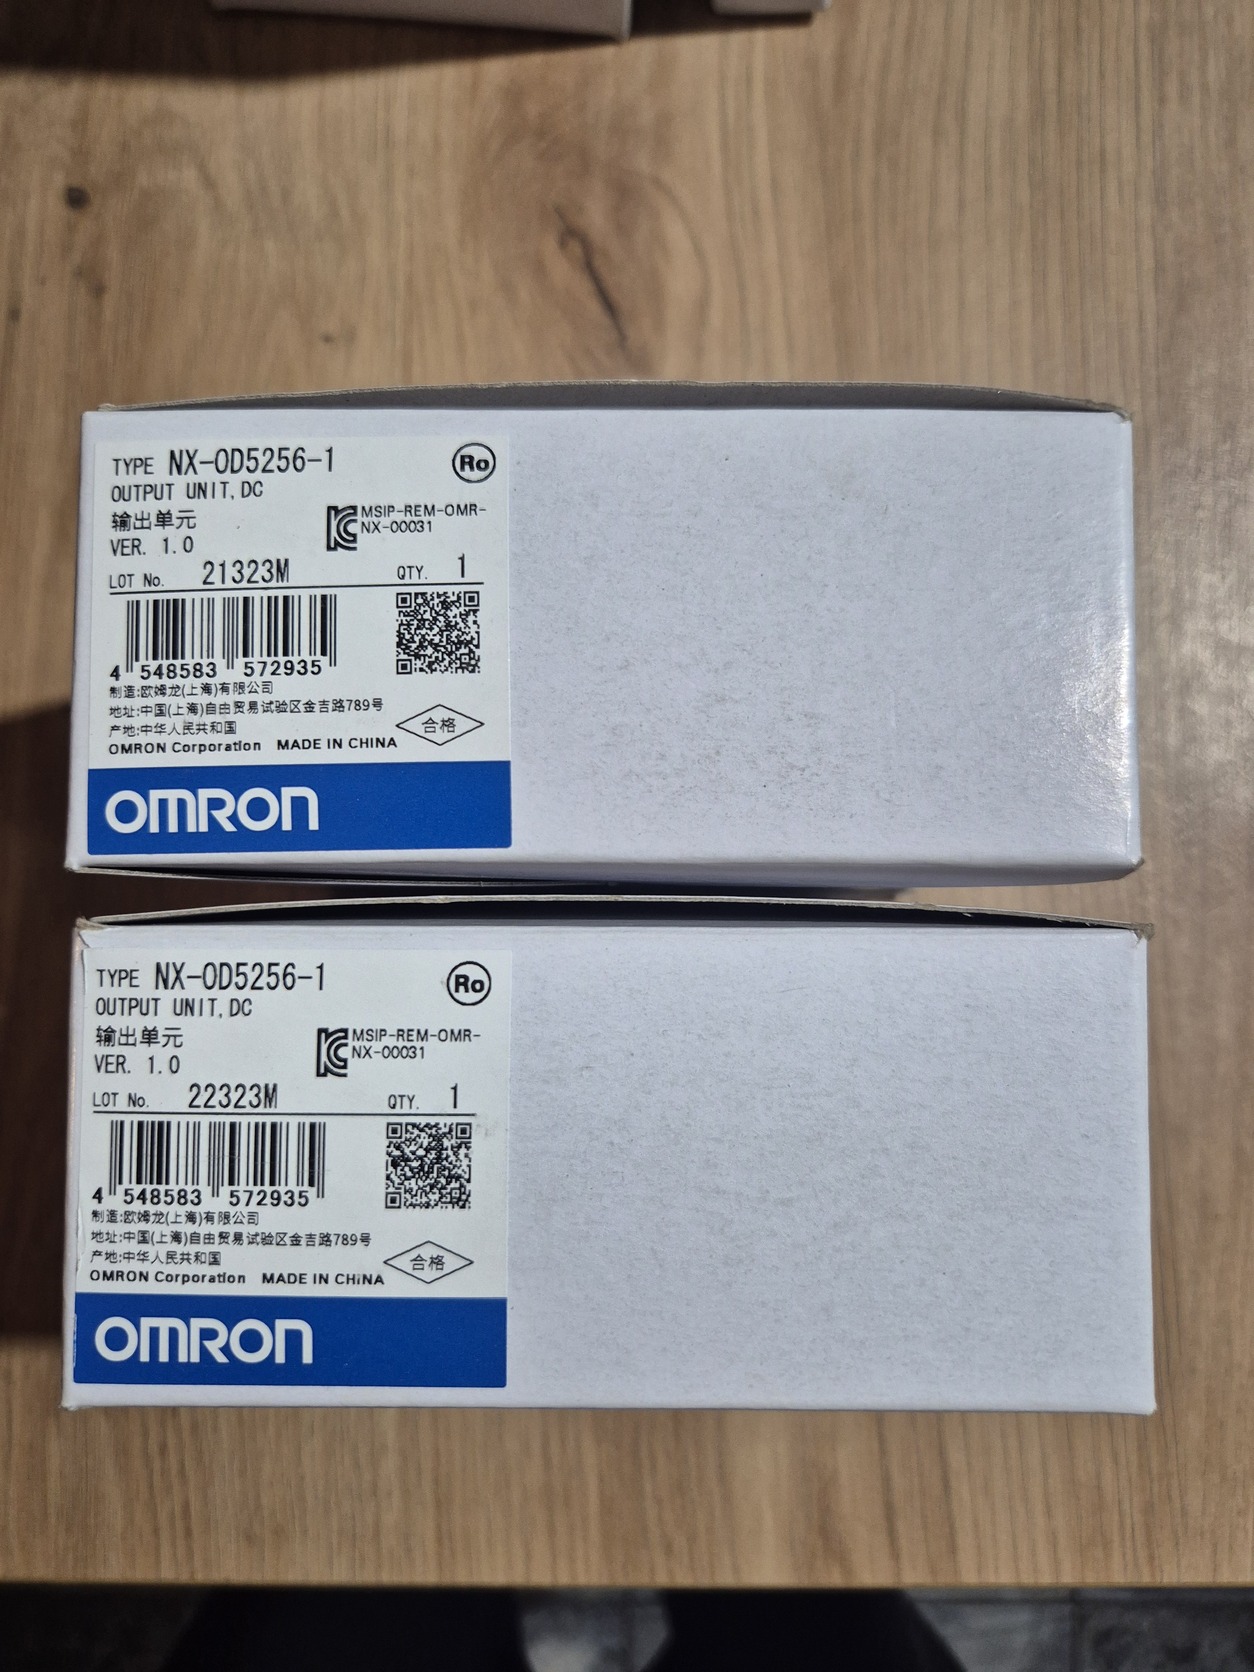 TYPE NX-OD5256-1
Ro
OUTPUT UNIT,DC
输出单元
MSIP-REM-OMR-
NX-00031
VER. 1.0
LOT No. 21323M QTY. 1
4 548583 572935
制造:欧姆龙(上海)有限公司
地址:中国(上海)自由贸易试验区金吉路789号
产地:中华人民共和国
合格
OMRON Corporation MADE IN CHINA
OMRON
TYPE NX-OD5256-1
Ro
OUTPUT UNIT,DC
输出单元
MSIP-REM-OMR-
NX-00031
VER. 1.0
LOT No. 22323M QTY. 1
4 548583 572935
制造:欧姆龙(上海)有限公司
地址:中国(上海)自由贸易试验区金吉路789号
产地:中华人民共和国
合格
OMRON Corporation MADE IN CHINA
OMRON